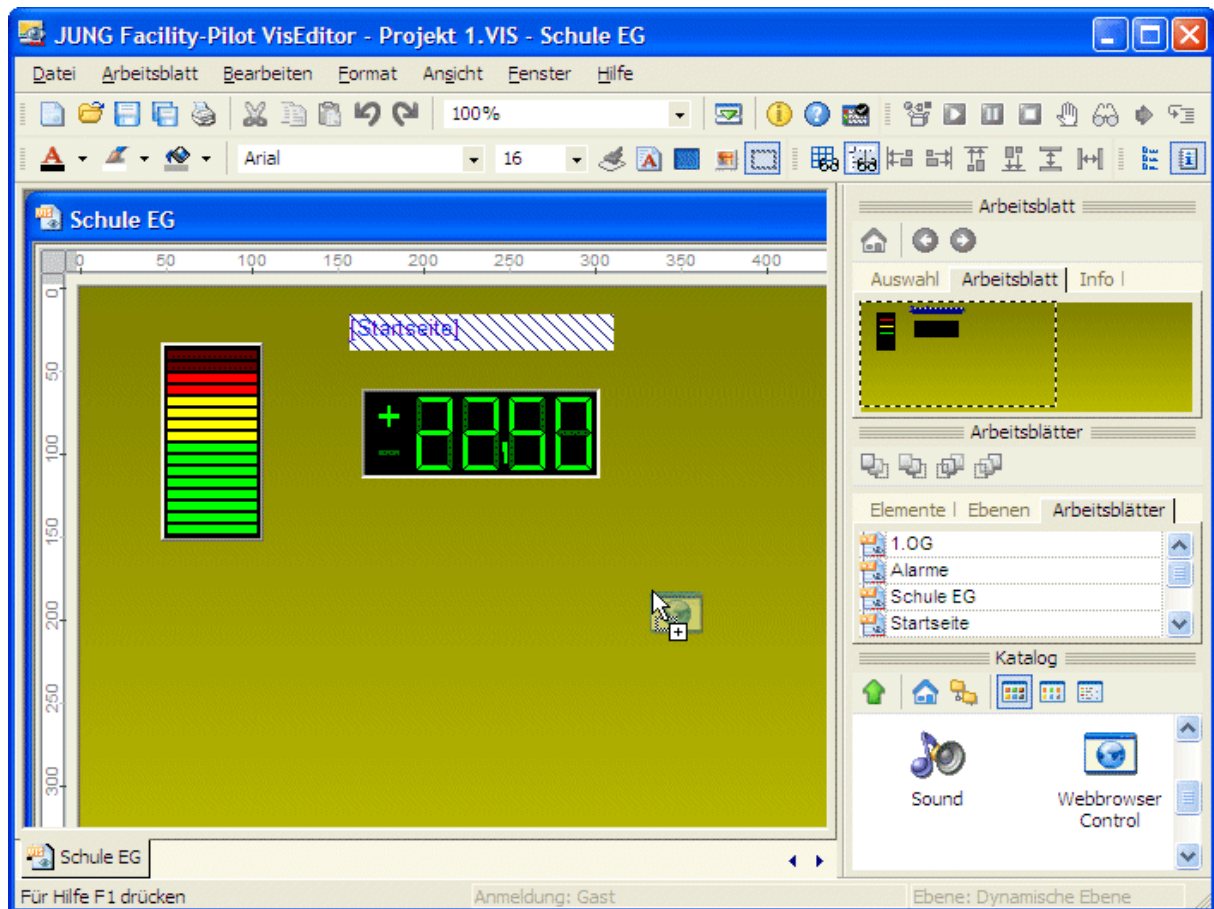 JUNG Facility-Pilot VisEditor - Projekt 1.VIS - Schule EG
Datei Arbeitsblatt Bearbeiten Format Ansicht Fenster Hilfe
100%
Arial 16
Schule EG
0 50 100 150 200 250 300 350 400
0
50
100
150
200
250
300
[Startseite]
+22,50
Arbeitsblatt
Auswahl Arbeitsblatt Info
Arbeitsblätter
Elemente Ebenen Arbeitsblätter
1.OG
Alarme
Schule EG
Startseite
Katalog
Sound
Webbrowser
Control
Schule EG
Für Hilfe F1 drücken Anmeldung: Gast Ebene: Dynamische Ebene